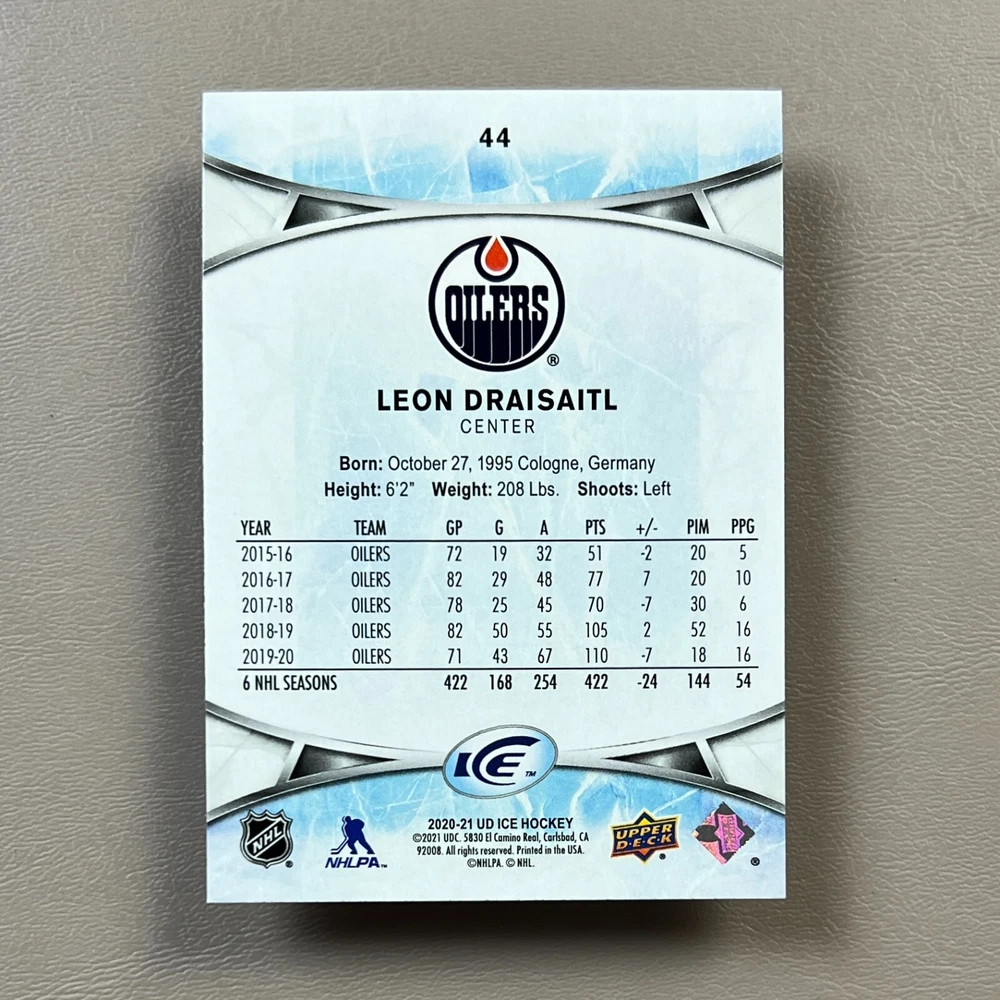 44
OILERS
®
LEON DRAISAITL
CENTER
Born: October 27, 1995 Cologne, Germany
Height: 6'2" Weight: 208 Lbs. Shoots: Left
YEAR TEAM GP G A PTS +/- PIM PPG
2015-16 OILERS 72 19 32 51 -2 20 5
2016-17 OILERS 82 29 48 77 7 20 10
2017-18 OILERS 78 25 45 70 -7 30 6
2018-19 OILERS 82 50 55 105 2 52 16
2019-20 OILERS 71 43 67 110 -7 18 16
6 NHL SEASONS 422 168 254 422 -24 144 54
ICE TM
2020-21 UD ICE HOCKEY
©2021 UDC. 5830 El Camino Real, Carlsbad, CA
92008. All rights reserved. Printed in the USA.
©NHLPA. © NHL.
NHL ®
NHLPA™
UPPER
DECK ®
®